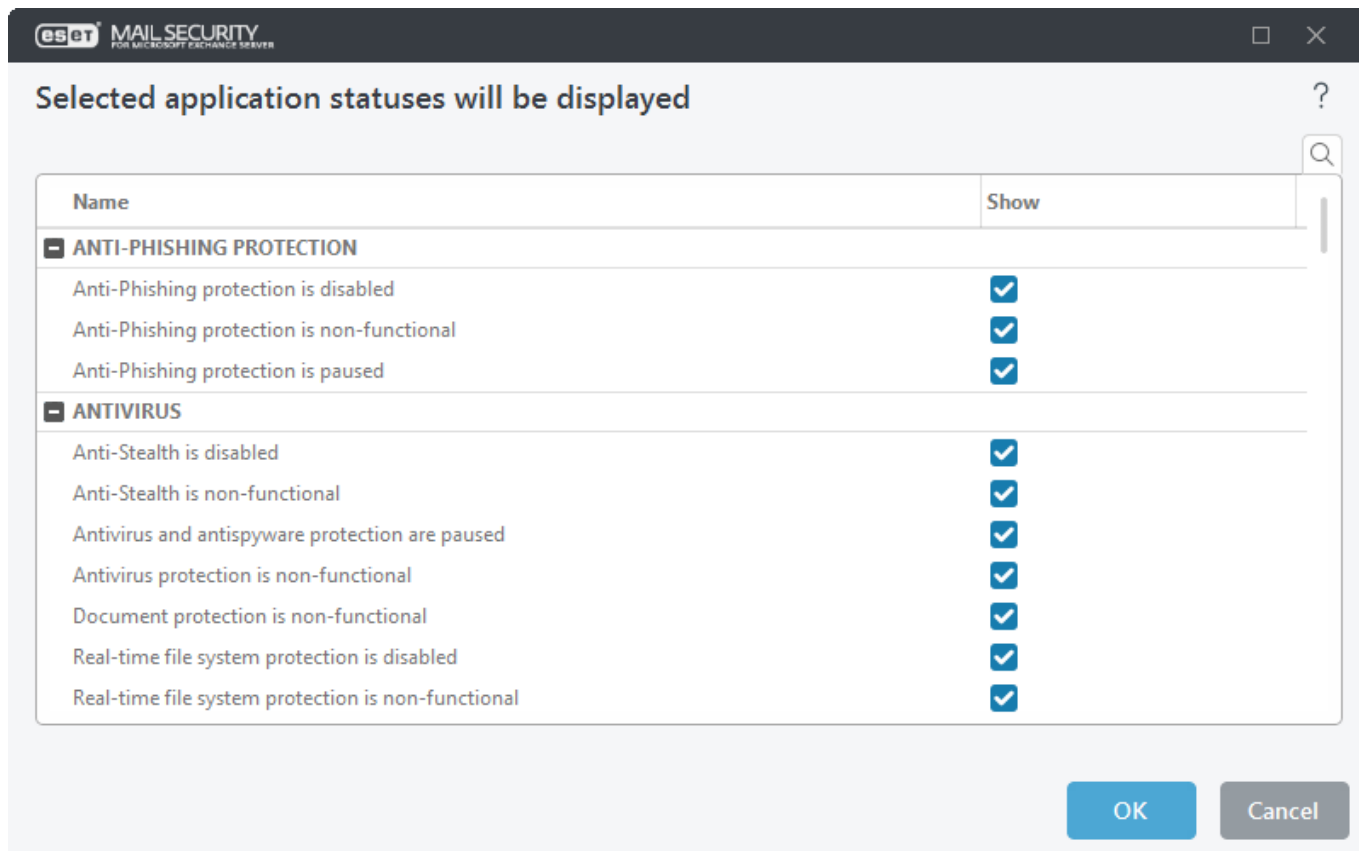 eset MAIL SECURITY
FOR MICROSOFT EXCHANGE SERVER
Selected application statuses will be displayed ?
Name Show
ANTI-PHISHING PROTECTION
Anti-Phishing protection is disabled
Anti-Phishing protection is non-functional
Anti-Phishing protection is paused
ANTIVIRUS
Anti-Stealth is disabled
Anti-Stealth is non-functional
Antivirus and antispyware protection are paused
Antivirus protection is non-functional
Document protection is non-functional
Real-time file system protection is disabled
Real-time file system protection is non-functional
OK Cancel